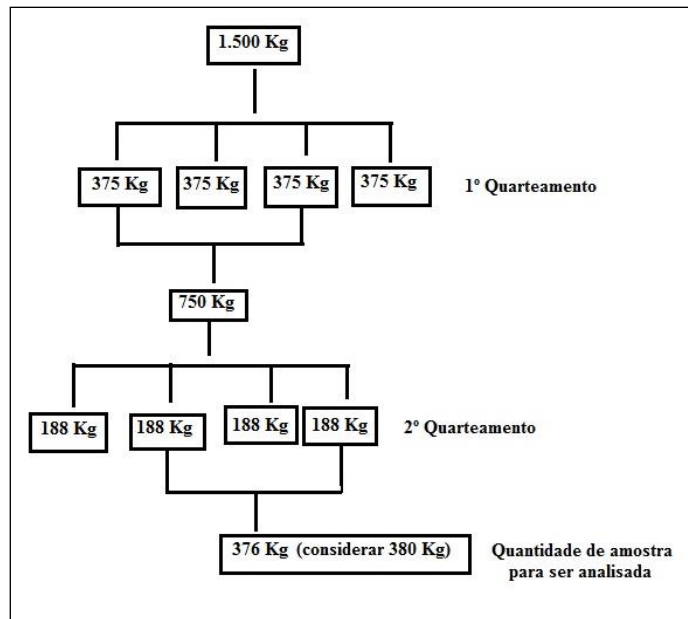 1.500 Kg
375 Kg 375 Kg 375 Kg 375 Kg 1º Quarteamento
750 Kg
188 Kg 188 Kg 188 Kg 188 Kg 2º Quarteamento
376 Kg (considerar 380 Kg) Quantidade de amostra
para ser analisada